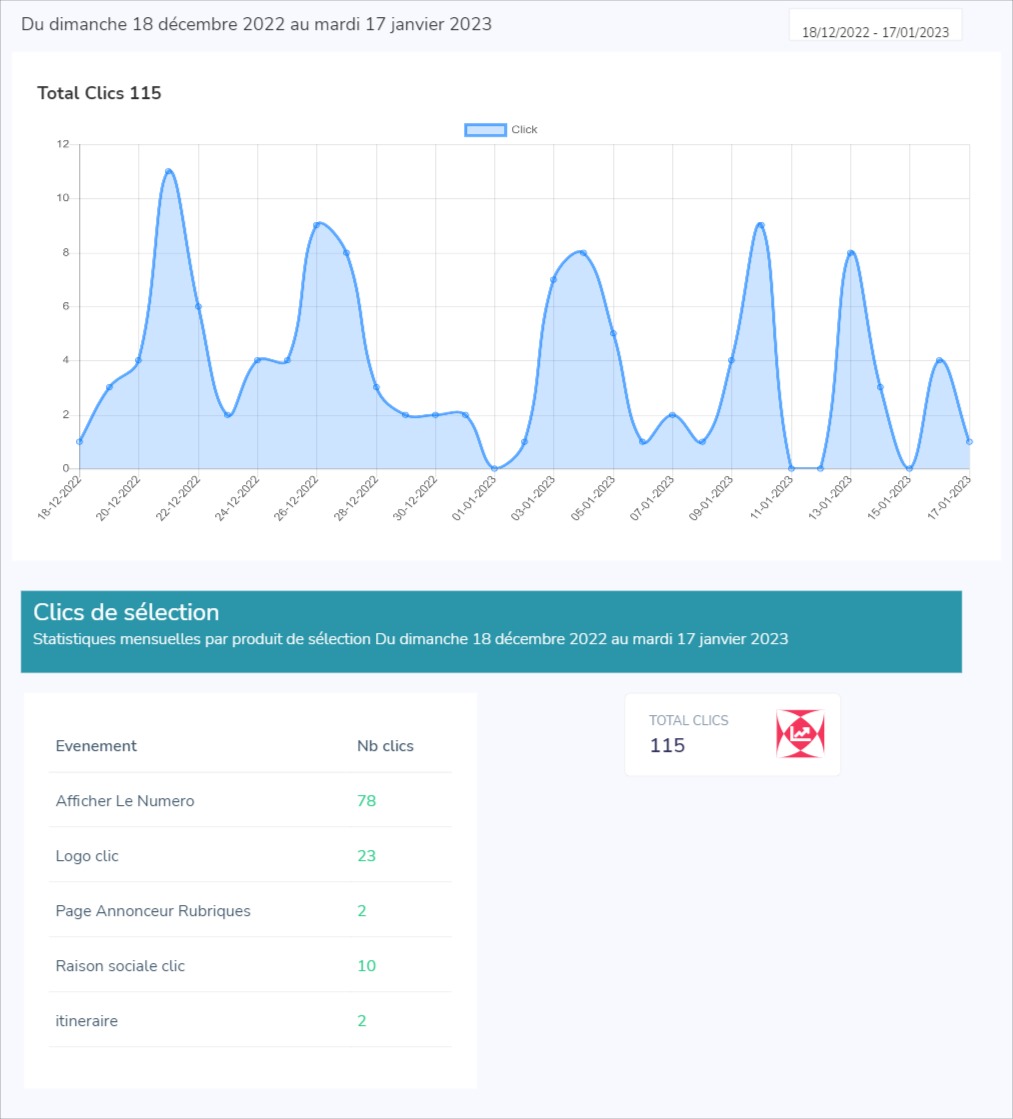 Du dimanche 18 décembre 2022 au mardi 17 janvier 2023
18/12/2022 - 17/01/2023
Total Clics 115
Click
12
10
8
6
4
2
0
18-12-2022 20-12-2022 22-12-2022 24-12-2022 26-12-2022 28-12-2022 30-12-2022 01-01-2023 03-01-2023 05-01-2023 07-01-2023 09-01-2023 11-01-2023 13-01-2023 15-01-2023 17-01-2023
Clics de sélection
Statistiques mensuelles par produit de sélection Du dimanche 18 décembre 2022 au mardi 17 janvier 2023
TOTAL CLICS
115
Evenement Nb clics
Afficher Le Numero 78
Logo clic 23
Page Annonceur Rubriques 2
Raison sociale clic 10
itineraire 2